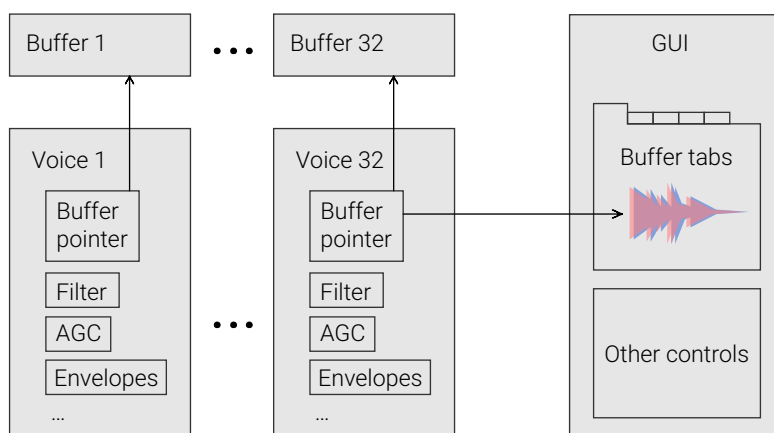 Buffer 1
...
Buffer 32
GUI
Voice 1
Buffer
pointer
Filter
AGC
Envelopes
...
...
Voice 32
Buffer
pointer
Filter
AGC
Envelopes
...
Buffer tabs
Other controls